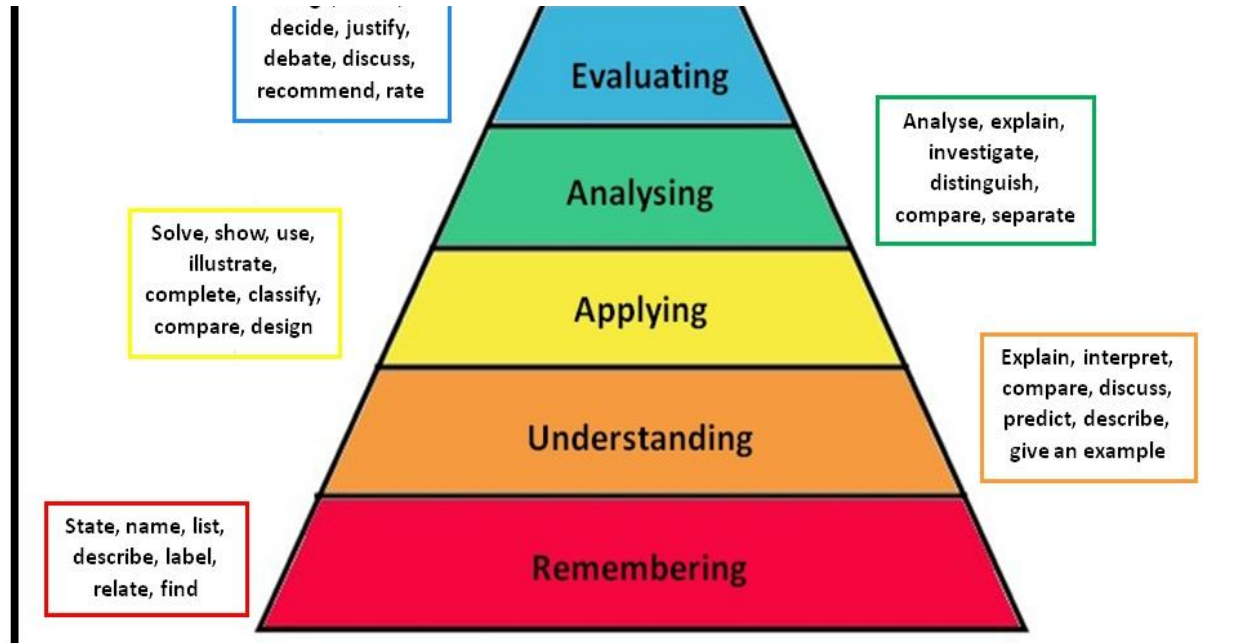 decide, justify,
debate, discuss,
recommend, rate
Evaluating
Analyse, explain,
investigate,
distinguish,
compare, separate
Analysing
Solve, show, use,
illustrate,
complete, classify,
compare, design
Applying
Explain, interpret,
compare, discuss,
predict, describe,
give an example
Understanding
State, name, list,
describe, label,
relate, find
Remembering